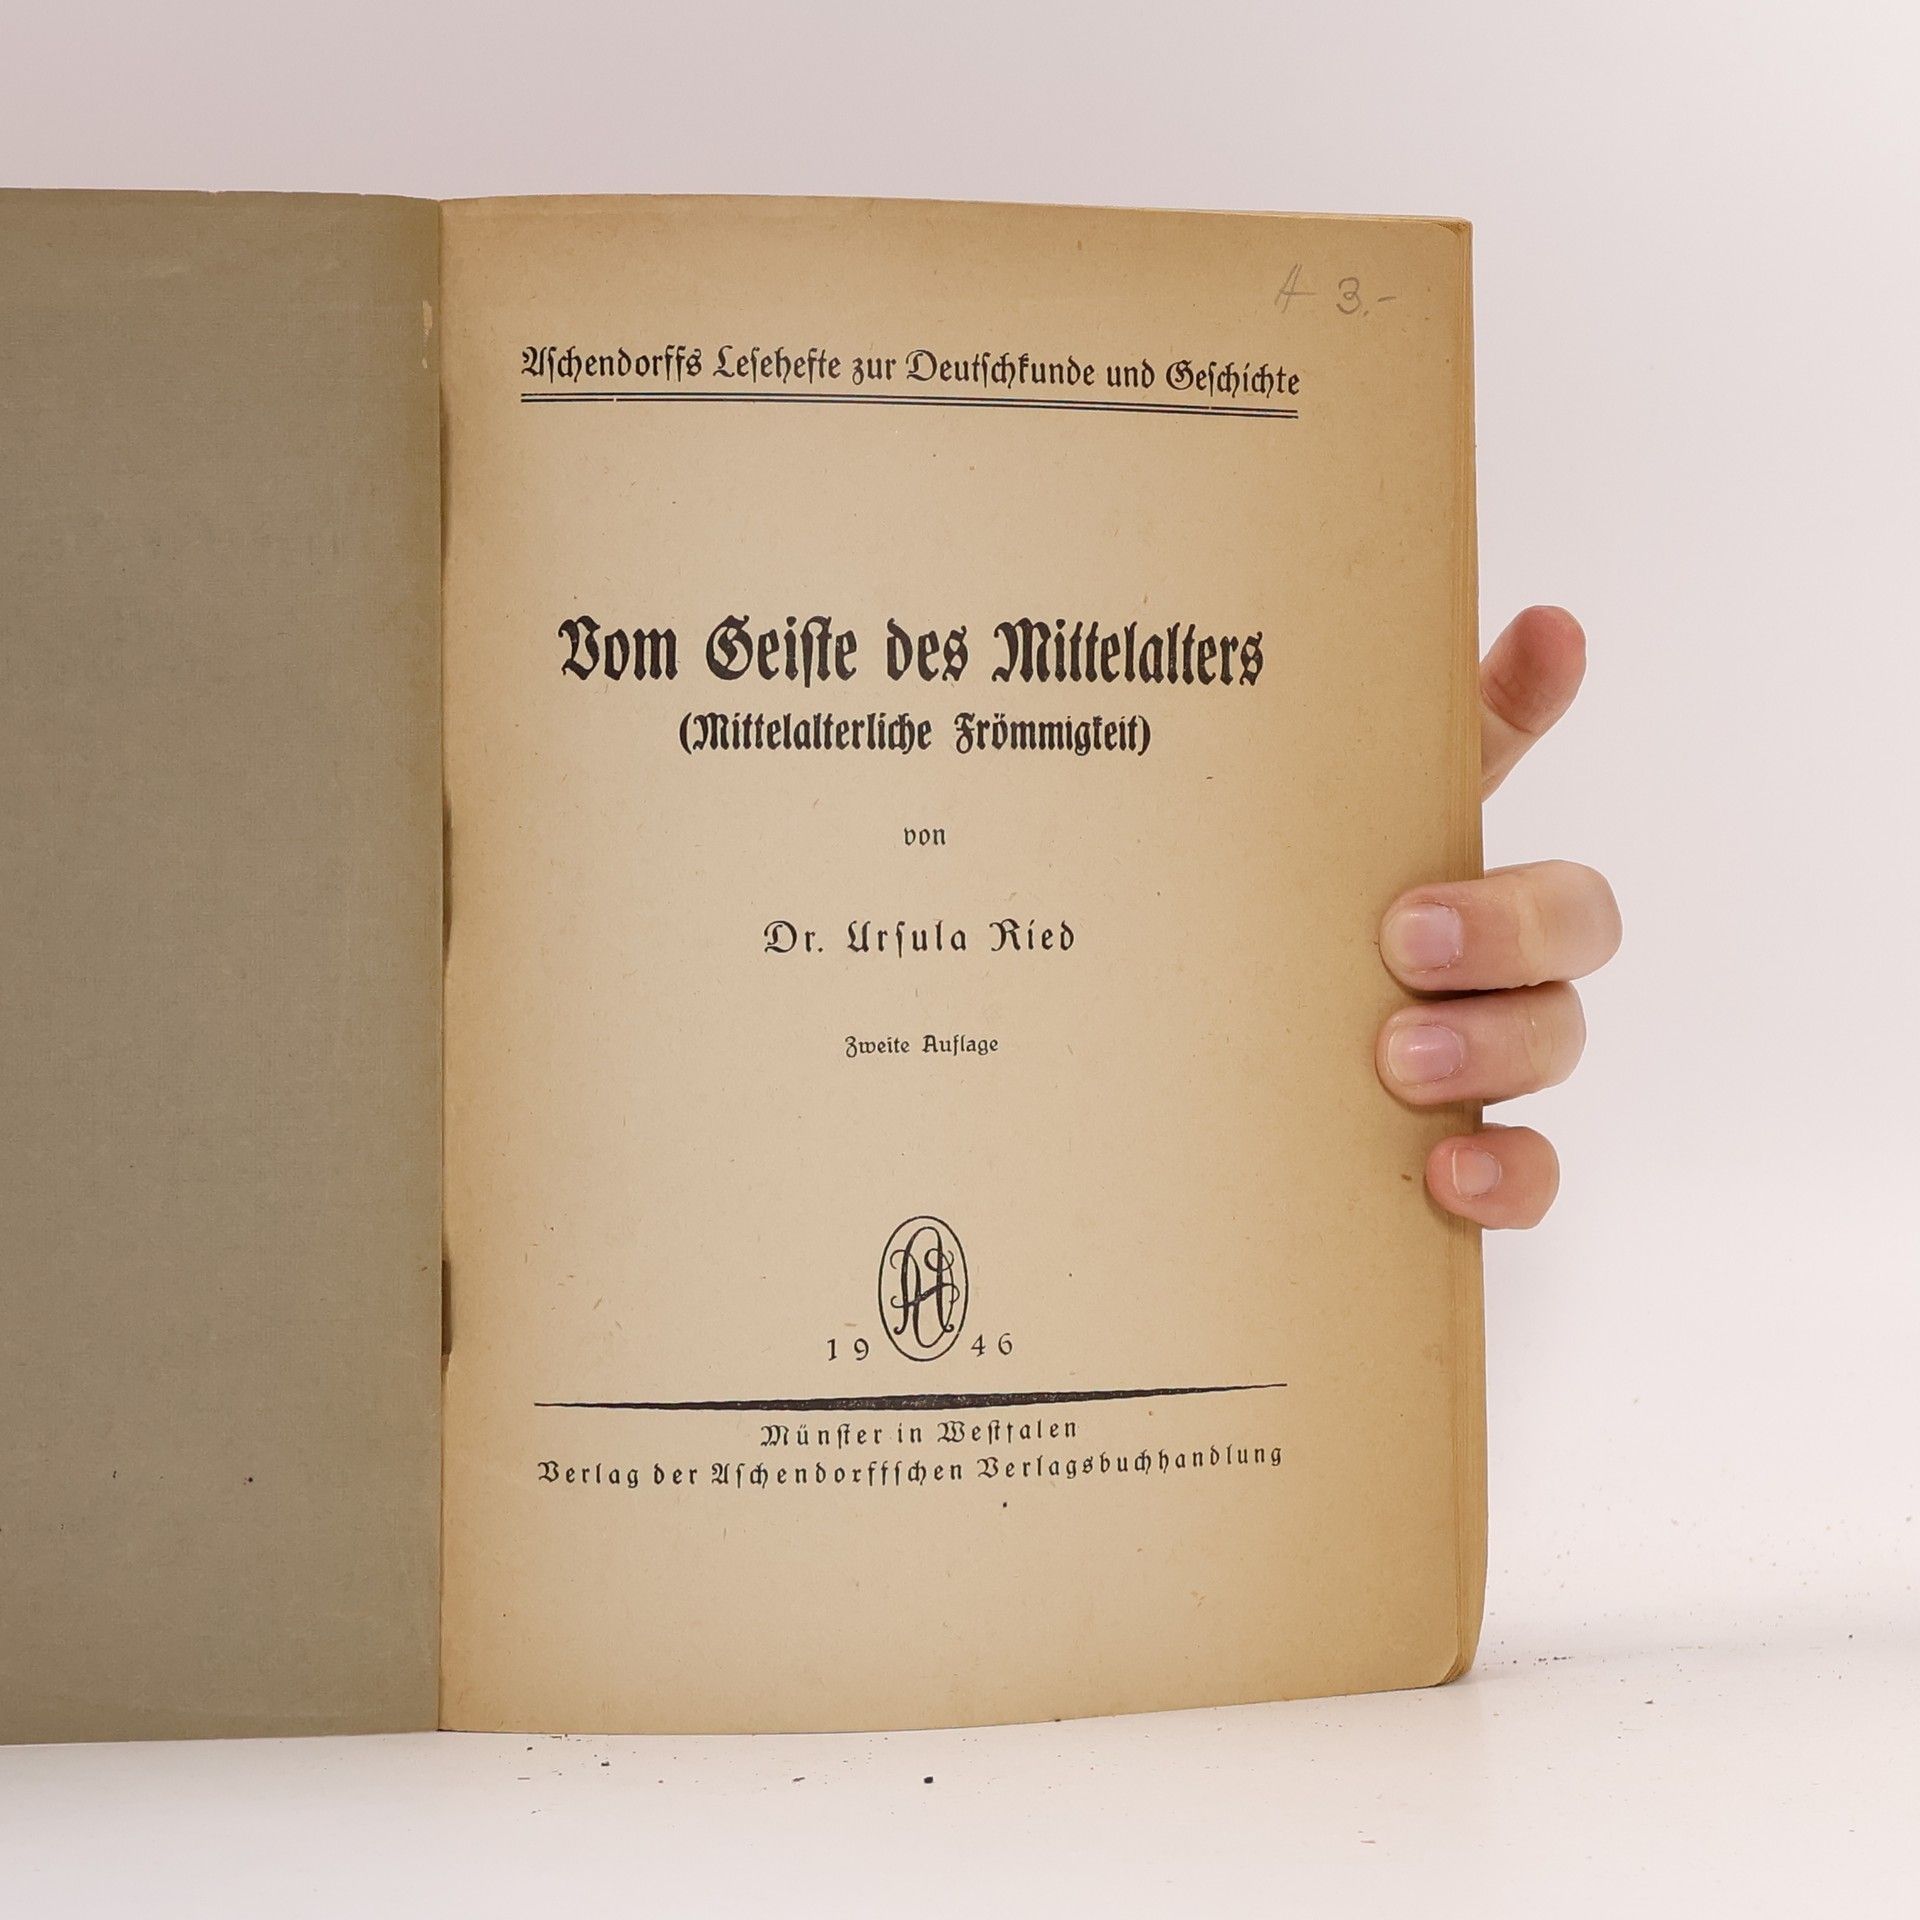 A 3.-
Aschendorffs Lesehefte zur Deutschkunde und Geschichte
Vom Geiste des Mittelalters
(Mittelalterliche Frömmigkeit)
von
Dr. Ursula Ried
Zweite Auflage
19 46
Münster in Westfalen
Verlag der Aschendorffschen Verlagsbuchhandlung